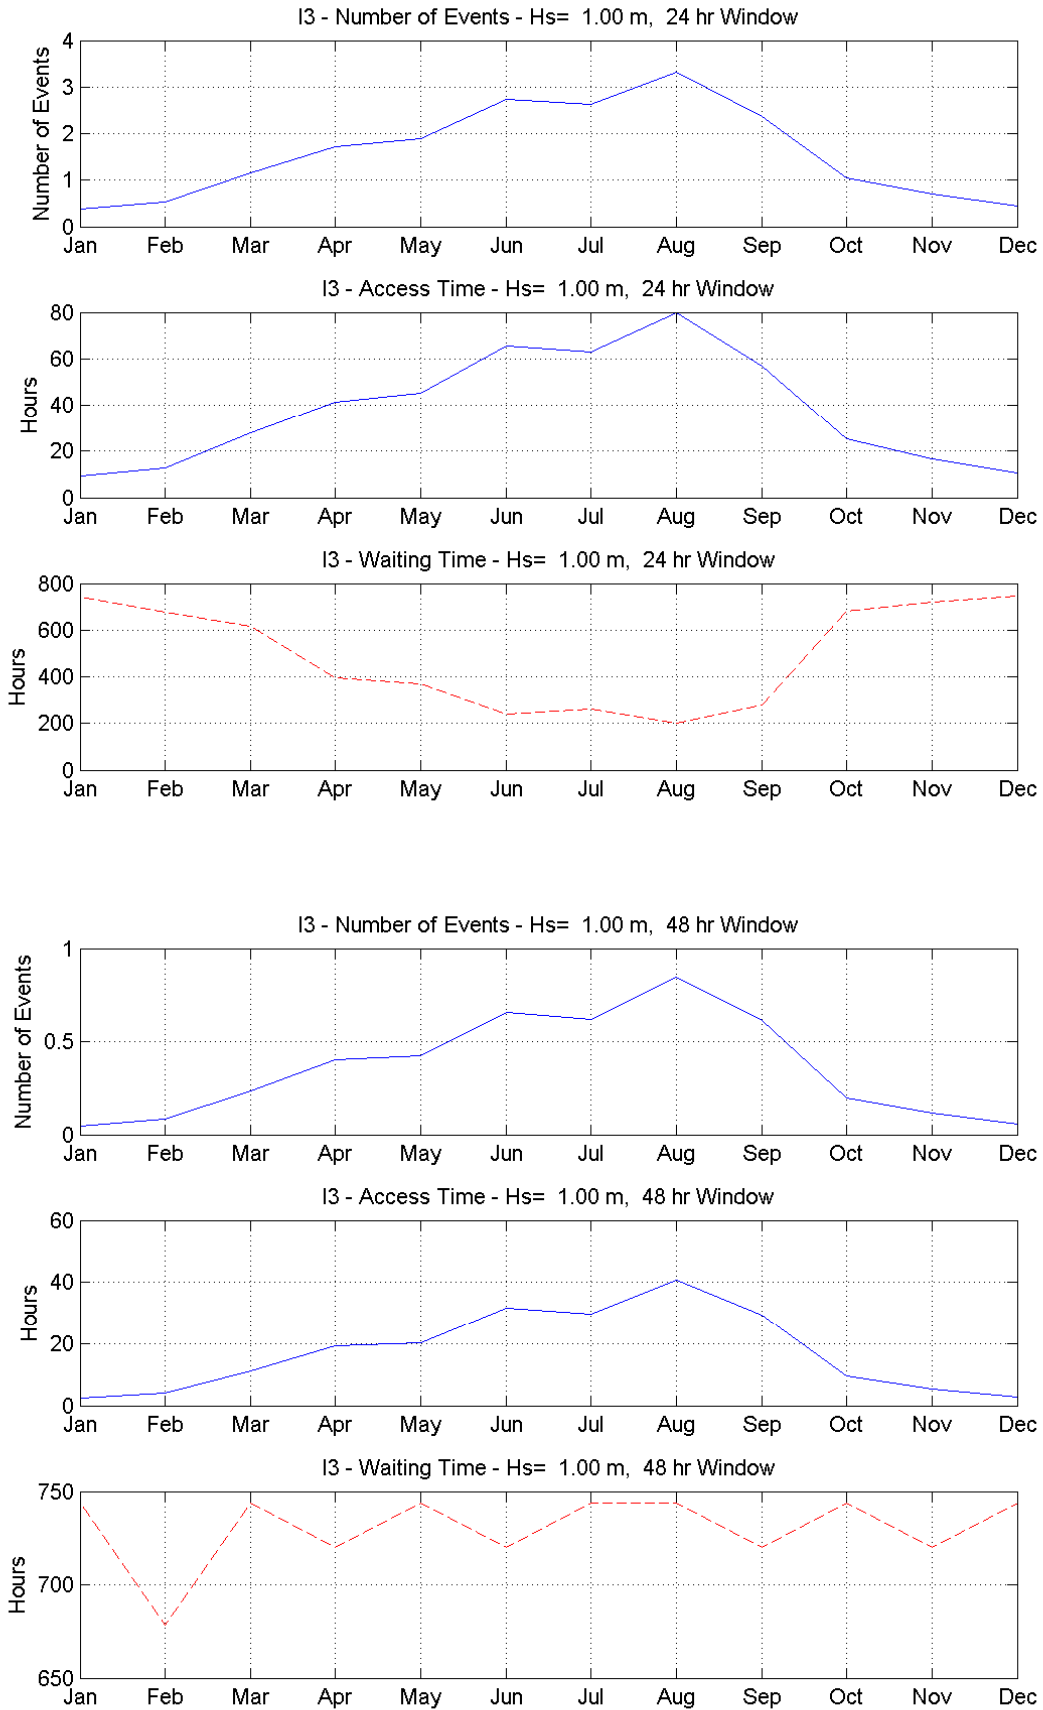 I3 - Number of Events - Hs=  1.00 m,  24 hr Window
Number of Events
4
3
2
1
0
Jan Feb Mar Apr May Jun Jul Aug Sep Oct Nov Dec
I3 - Access Time - Hs=  1.00 m,  24 hr Window
Hours
80
60
40
20
0
Jan Feb Mar Apr May Jun Jul Aug Sep Oct Nov Dec
I3 - Waiting Time - Hs=  1.00 m,  24 hr Window
Hours
800
600
400
200
0
Jan Feb Mar Apr May Jun Jul Aug Sep Oct Nov Dec
I3 - Number of Events - Hs=  1.00 m,  48 hr Window
Number of Events
1
0.5
0
Jan Feb Mar Apr May Jun Jul Aug Sep Oct Nov Dec
I3 - Access Time - Hs=  1.00 m,  48 hr Window
Hours
60
40
20
0
Jan Feb Mar Apr May Jun Jul Aug Sep Oct Nov Dec
I3 - Waiting Time - Hs=  1.00 m,  48 hr Window
Hours
750
700
650
Jan Feb Mar Apr May Jun Jul Aug Sep Oct Nov Dec